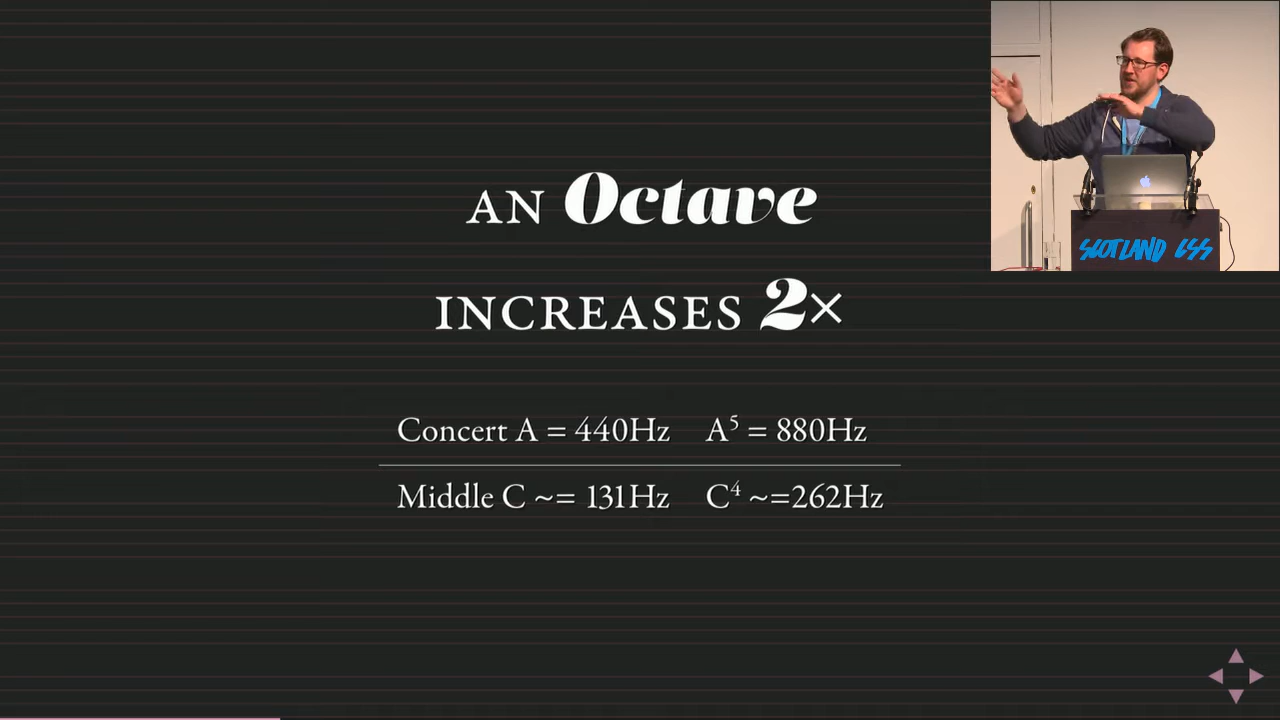 AN Octave
INCREASES 2×
Concert A = 440Hz A⁵ = 880Hz
Middle C ~= 131Hz C⁴ ~=262Hz
SCOTLAND CSS